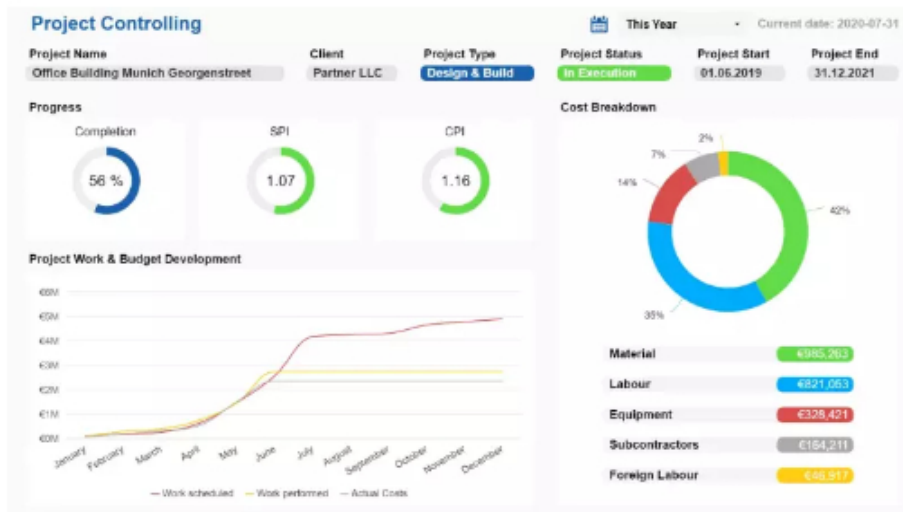 Project Controlling
This Year
Current date: 2020-07-31
Project Name Client Project Type Project Status Project Start Project End
Office Building Munich Georgenstreet Partner LLC Design & Build In Execution 01.06.2019 31.12.2021
Progress
Completion SPI CPI
56 % 1.07 1.16
Cost Breakdown
2%
7%
14%
42%
35%
Project Work & Budget Development
€6M
€5M
€4M
€3M
€2M
€1M
€0M
January February March April May June July August September October November December
Work scheduled Work performed Actual Costs
Material €985,263
Labour €821,053
Equipment €328,421
Subcontractors €164,211
Foreign Labour €46,917